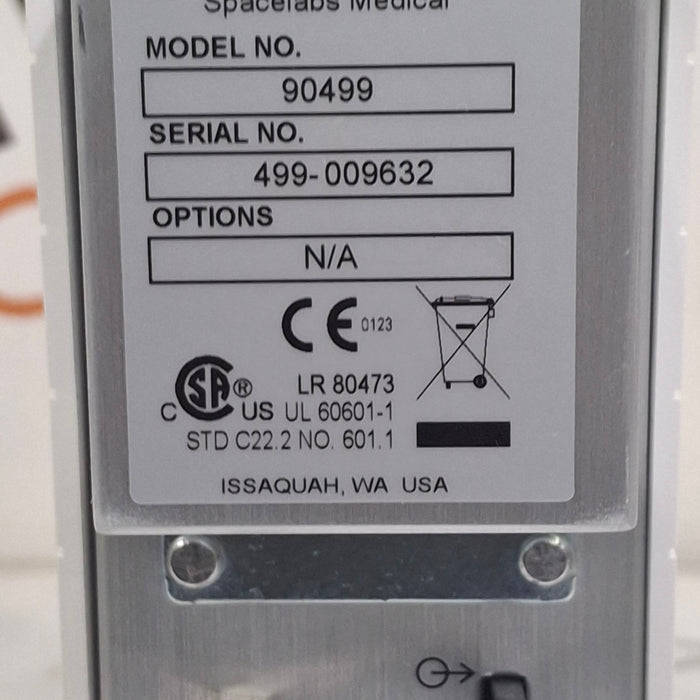 Spacelabs Medical
MODEL NO.
90499
SERIAL NO.
499-009632
OPTIONS
N/A
CE 0123
SA ® LR 80473
C US UL 60601-1
STD C22.2 NO. 601.1
ISSAQUAH, WA USA